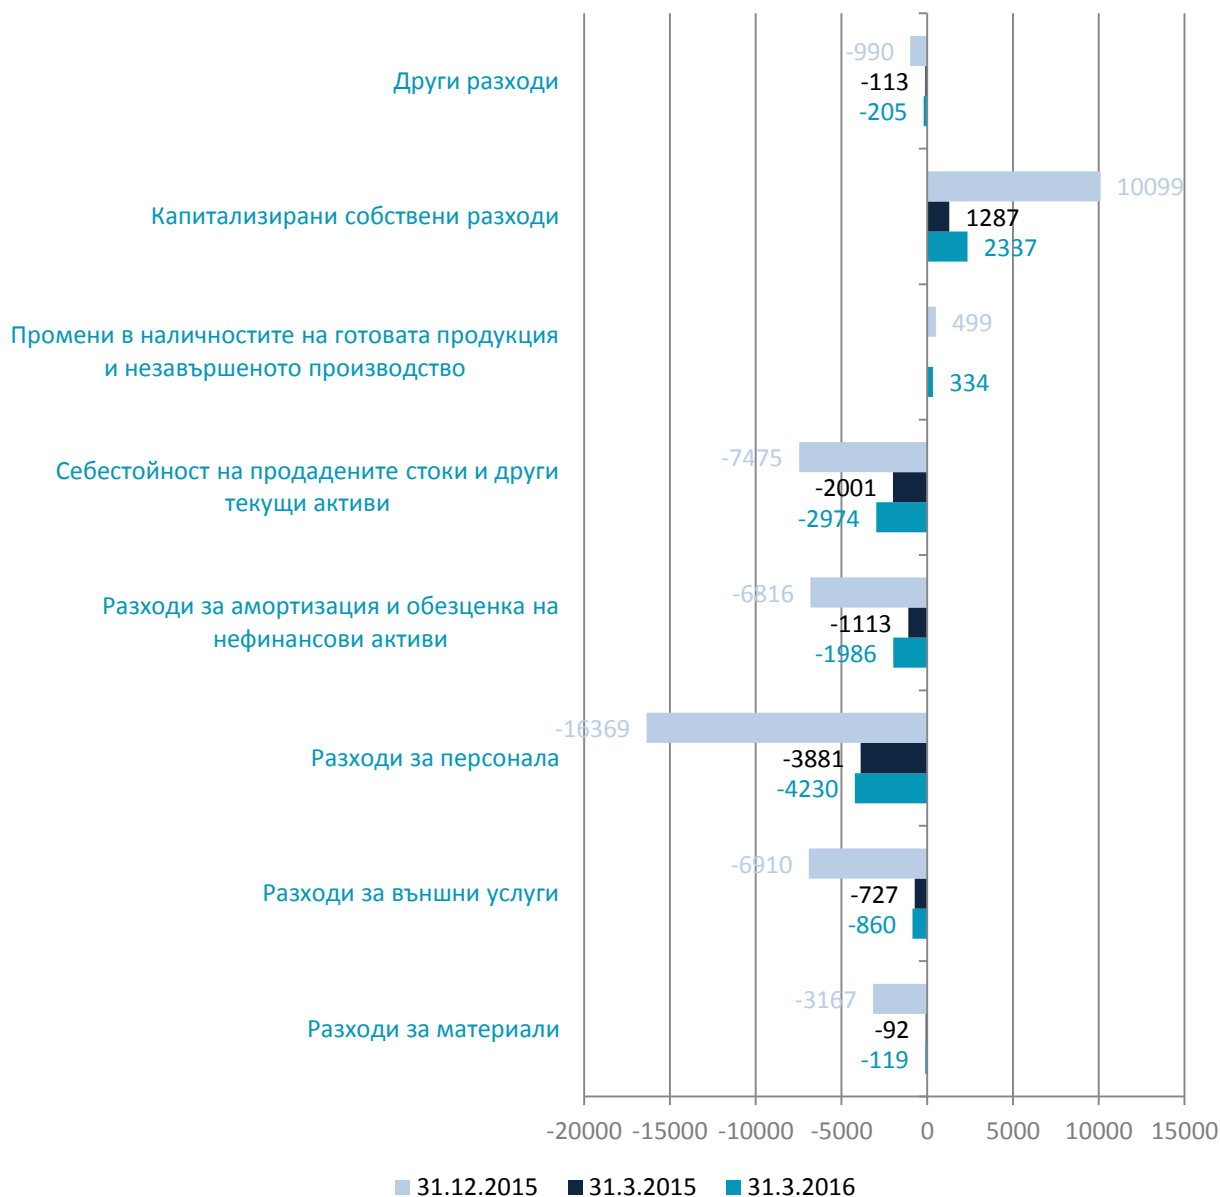 -990
Други разходи
-113
-205
10099
Капитализирани собствени разходи
1287
2337
499
Промени в наличностите на готовата продукция
и незавършеното производство
334
-7475
Себестойност на продадените стоки и други
текущи активи
-2001
-2974
-6816
Разходи за амортизация и обезценка на
нефинансови активи
-1113
-1986
-16369
Разходи за персонала
-3881
-4230
-6910
Разходи за външни услуги
-727
-860
-3167
Разходи за материали
-92
-119
-20000 -15000 -10000 -5000 0 5000 10000 15000
31.12.2015 31.3.2015 31.3.2016